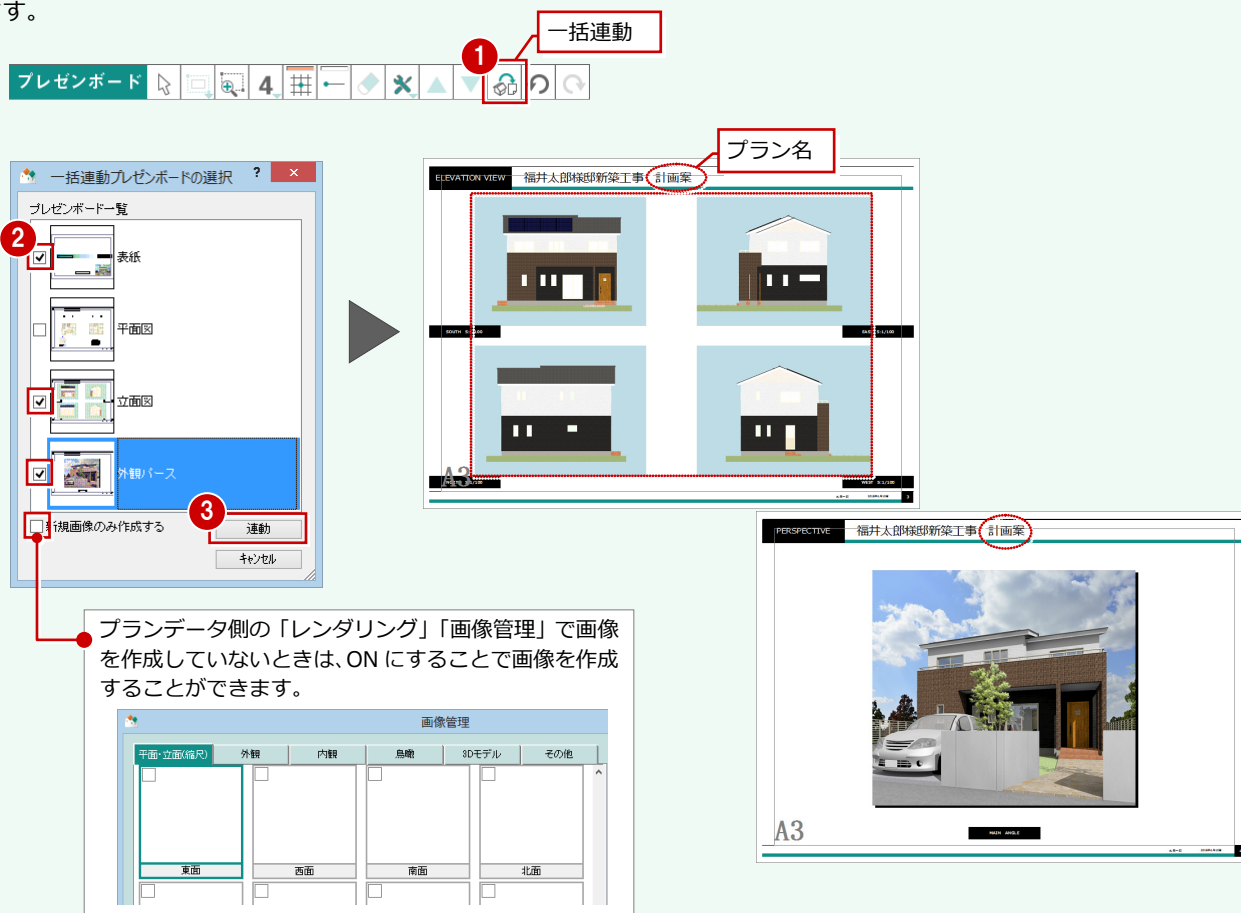 す。
一括連動
1
プレゼンボード
4
プラン名
一括連動プレゼンボードの選択 ? ×
プレゼンボード一覧
2
表紙
平面図
立面図
外観パース
3
新規画像のみ作成する
連動
キャンセル
ELEVATION VIEW 福井太郎様邸新築工事 計画案
A3
WEST S:1/100
3
PERSPECTIVE 福井太郎様邸新築工事 計画案
A3
MAIN ANGLE
プランデータ側の「レンダリング」「画像管理」で画像
を作成していないときは、ON にすることで画像を作成
することができます。
画像管理
平面・立面(縮尺) 外観 内観 鳥瞰 3Dモデル その他
東面 西面 南面 北面